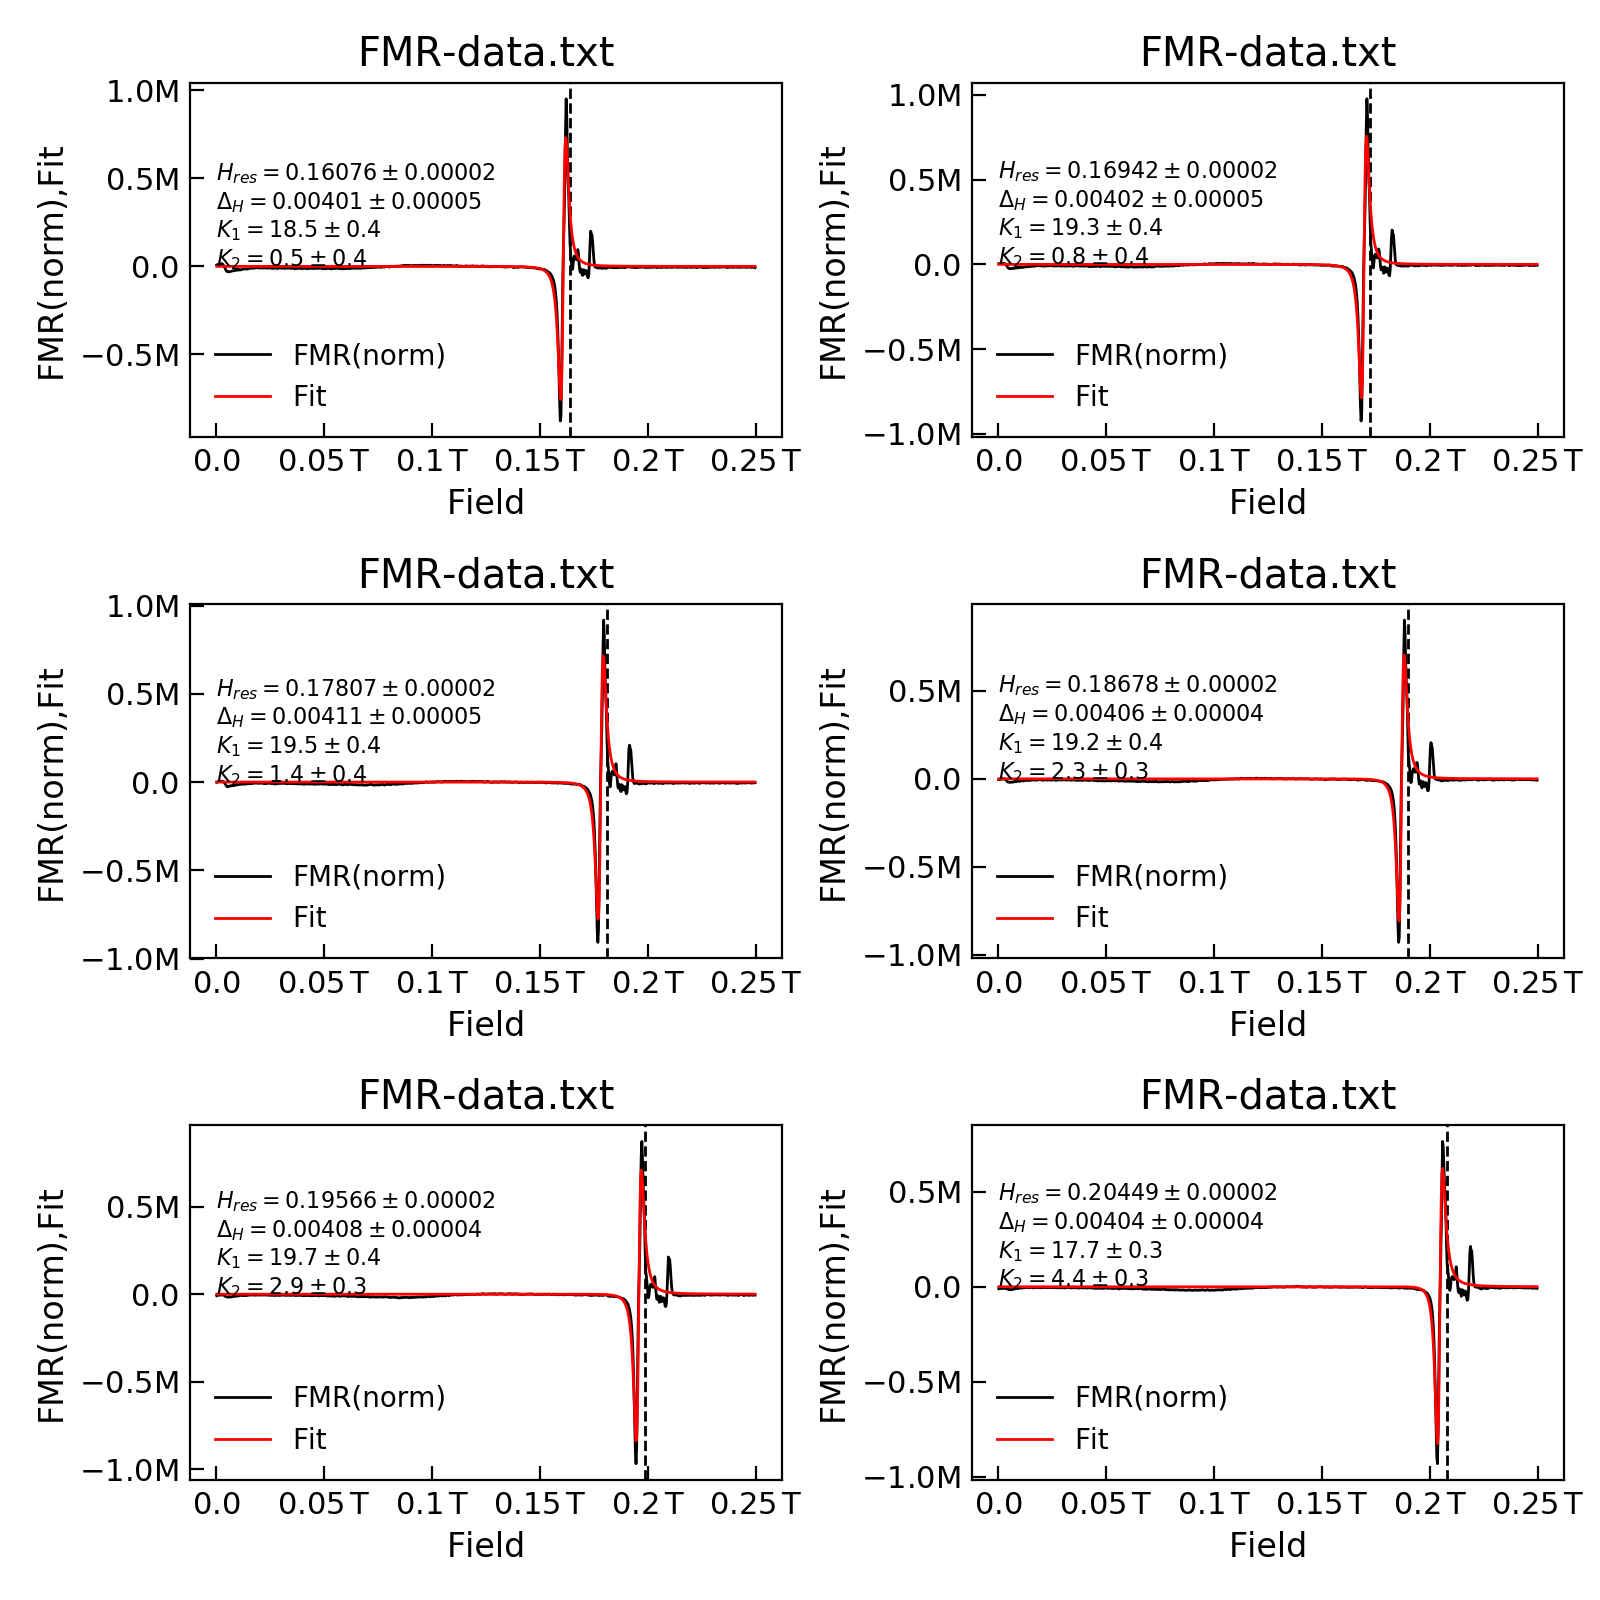 FMR-data.txt
1.0M
0.5M
0.0
−0.5M
FMR(norm),Fit
H_res = 0.16076 ± 0.00002
Δ_H = 0.00401 ± 0.00005
K_1 = 18.5 ± 0.4
K_2 = 0.5 ± 0.4
FMR(norm)
Fit
0.0 0.05 T 0.1 T 0.15 T 0.2 T 0.25 T
Field
FMR-data.txt
1.0M
0.5M
0.0
−0.5M
−1.0M
FMR(norm),Fit
H_res = 0.16942 ± 0.00002
Δ_H = 0.00402 ± 0.00005
K_1 = 19.3 ± 0.4
K_2 = 0.8 ± 0.4
FMR(norm)
Fit
0.0 0.05 T 0.1 T 0.15 T 0.2 T 0.25 T
Field
FMR-data.txt
1.0M
0.5M
0.0
−0.5M
−1.0M
FMR(norm),Fit
H_res = 0.17807 ± 0.00002
Δ_H = 0.00411 ± 0.00005
K_1 = 19.5 ± 0.4
K_2 = 1.4 ± 0.4
FMR(norm)
Fit
0.0 0.05 T 0.1 T 0.15 T 0.2 T 0.25 T
Field
FMR-data.txt
0.5M
0.0
−0.5M
−1.0M
FMR(norm),Fit
H_res = 0.18678 ± 0.00002
Δ_H = 0.00406 ± 0.00004
K_1 = 19.2 ± 0.4
K_2 = 2.3 ± 0.3
FMR(norm)
Fit
0.0 0.05 T 0.1 T 0.15 T 0.2 T 0.25 T
Field
FMR-data.txt
0.5M
0.0
−0.5M
−1.0M
FMR(norm),Fit
H_res = 0.19566 ± 0.00002
Δ_H = 0.00408 ± 0.00004
K_1 = 19.7 ± 0.4
K_2 = 2.9 ± 0.3
FMR(norm)
Fit
0.0 0.05 T 0.1 T 0.15 T 0.2 T 0.25 T
Field
FMR-data.txt
0.5M
0.0
−0.5M
−1.0M
FMR(norm),Fit
H_res = 0.20449 ± 0.00002
Δ_H = 0.00404 ± 0.00004
K_1 = 17.7 ± 0.3
K_2 = 4.4 ± 0.3
FMR(norm)
Fit
0.0 0.05 T 0.1 T 0.15 T 0.2 T 0.25 T
Field